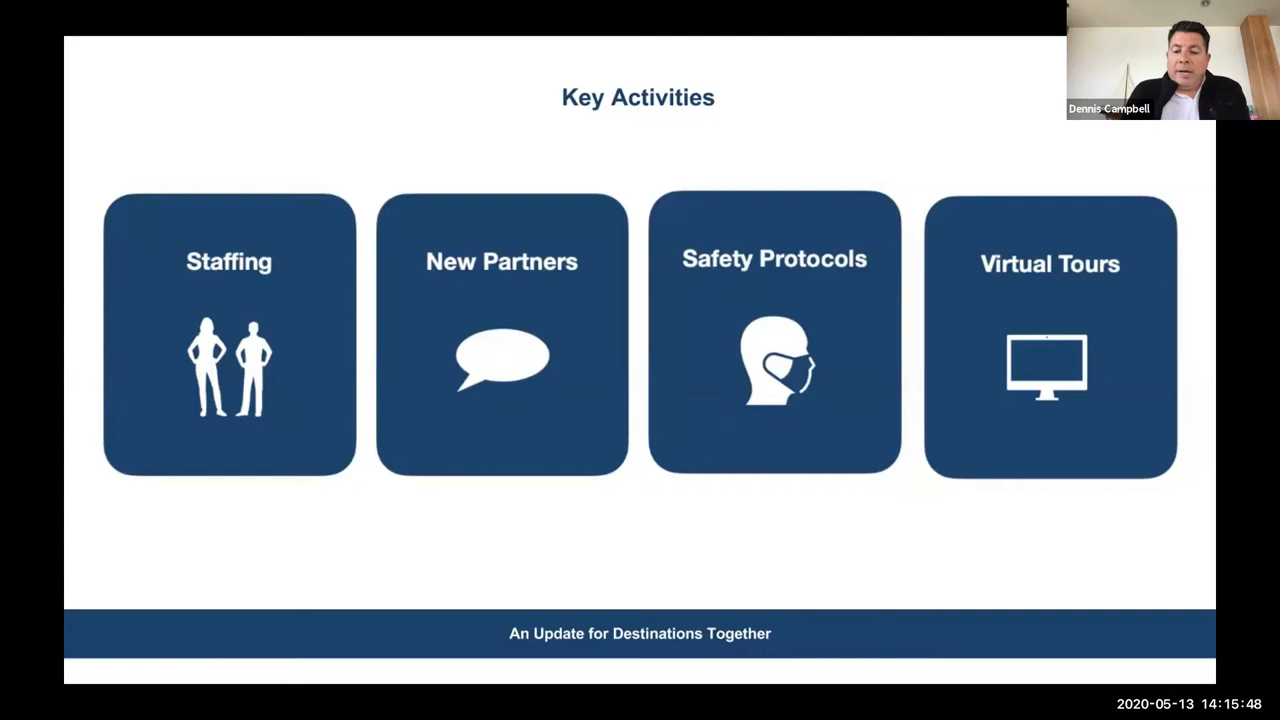 Key Activities
Dennis Campbell
Staffing
New Partners
Safety Protocols
Virtual Tours
An Update for Destinations Together
2020-05-13 14:15:48